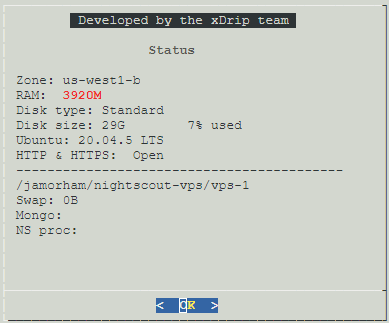 Developed by the xDrip team
Status
Zone: us-west1-b
RAM: 3920M
Disk type: Standard
Disk size: 29G 7% used
Ubuntu: 20.04.5 LTS
HTTP & HTTPS: Open
-----------------------------------------
/jamorham/nightscout-vps/vps-1
Swap: 0B
Mongo:
NS proc:
< OK >